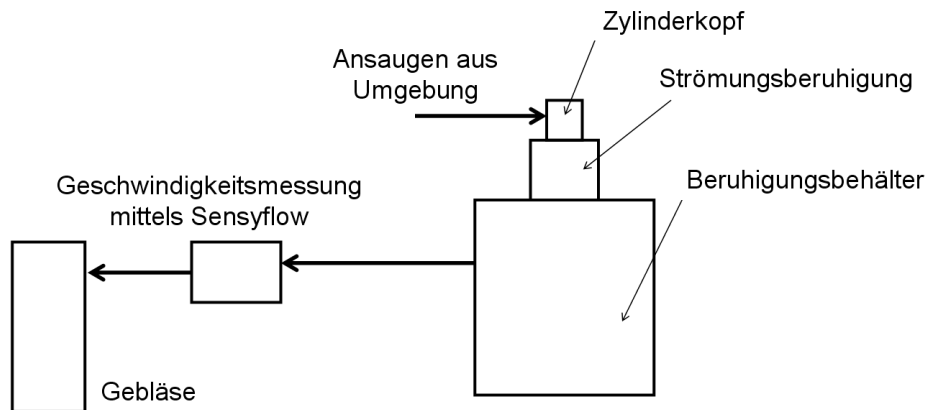 Zylinderkopf
Ansaugen aus
Umgebung
Strömungsberuhigung
Geschwindigkeitsmessung
mittels Sensyflow
Beruhigungsbehälter
Gebläse